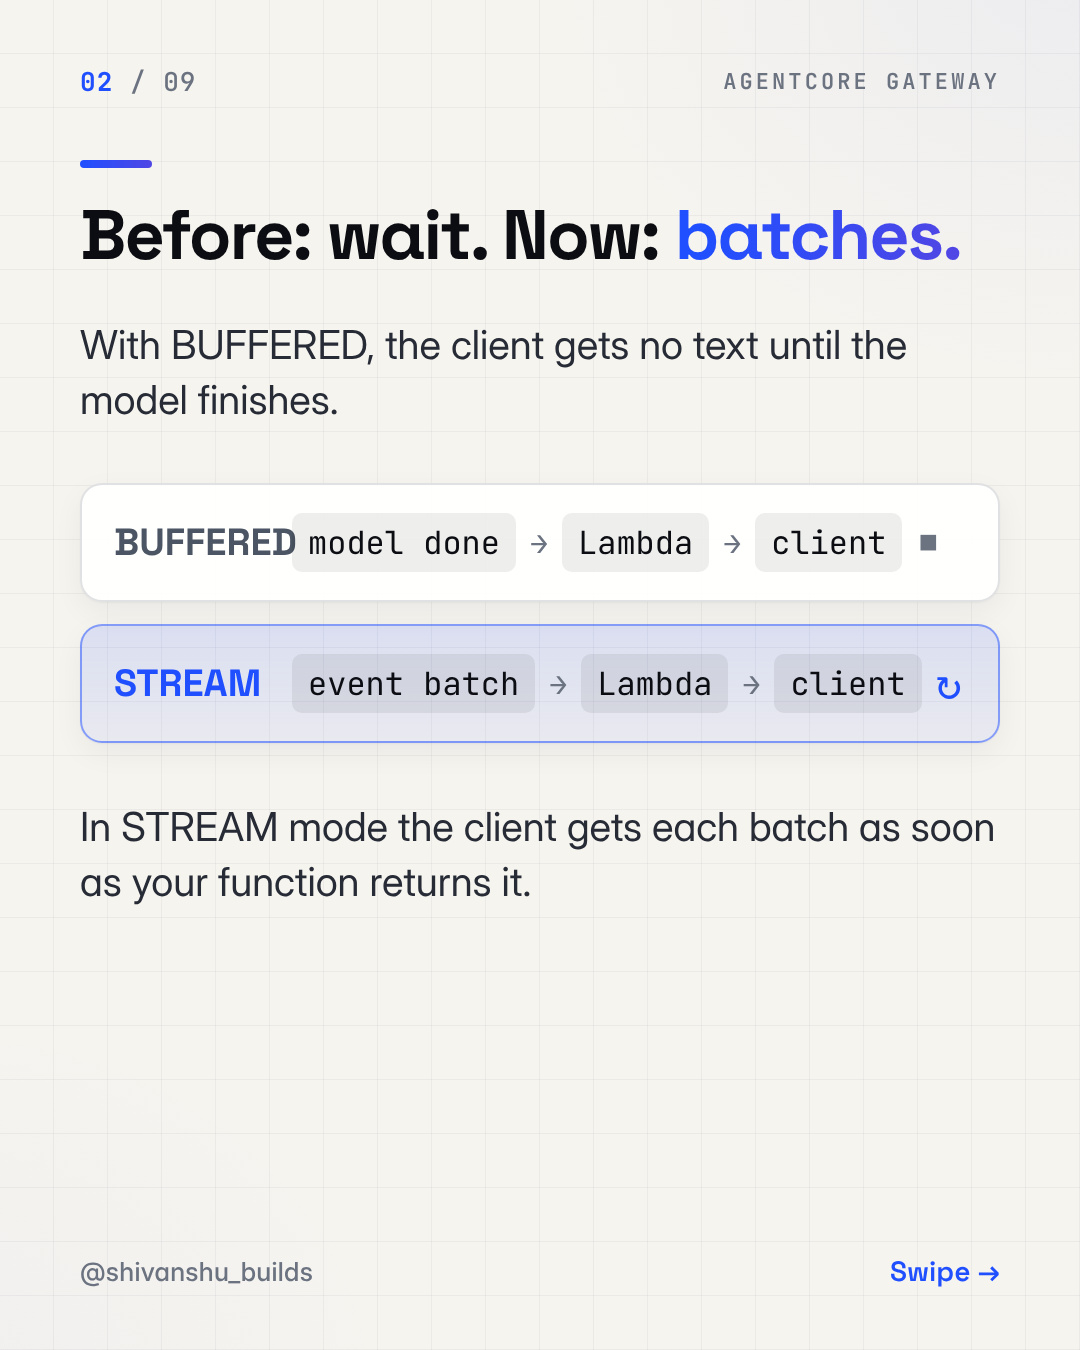 02 / 09
AGENTCORE GATEWAY
Before: wait. Now: batches.
With BUFFERED, the client gets no text until the
model finishes.
BUFFERED model done → Lambda → client ■
STREAM event batch → Lambda → client ↻
In STREAM mode the client gets each batch as soon
as your function returns it.
@shivanshu_builds
Swipe →